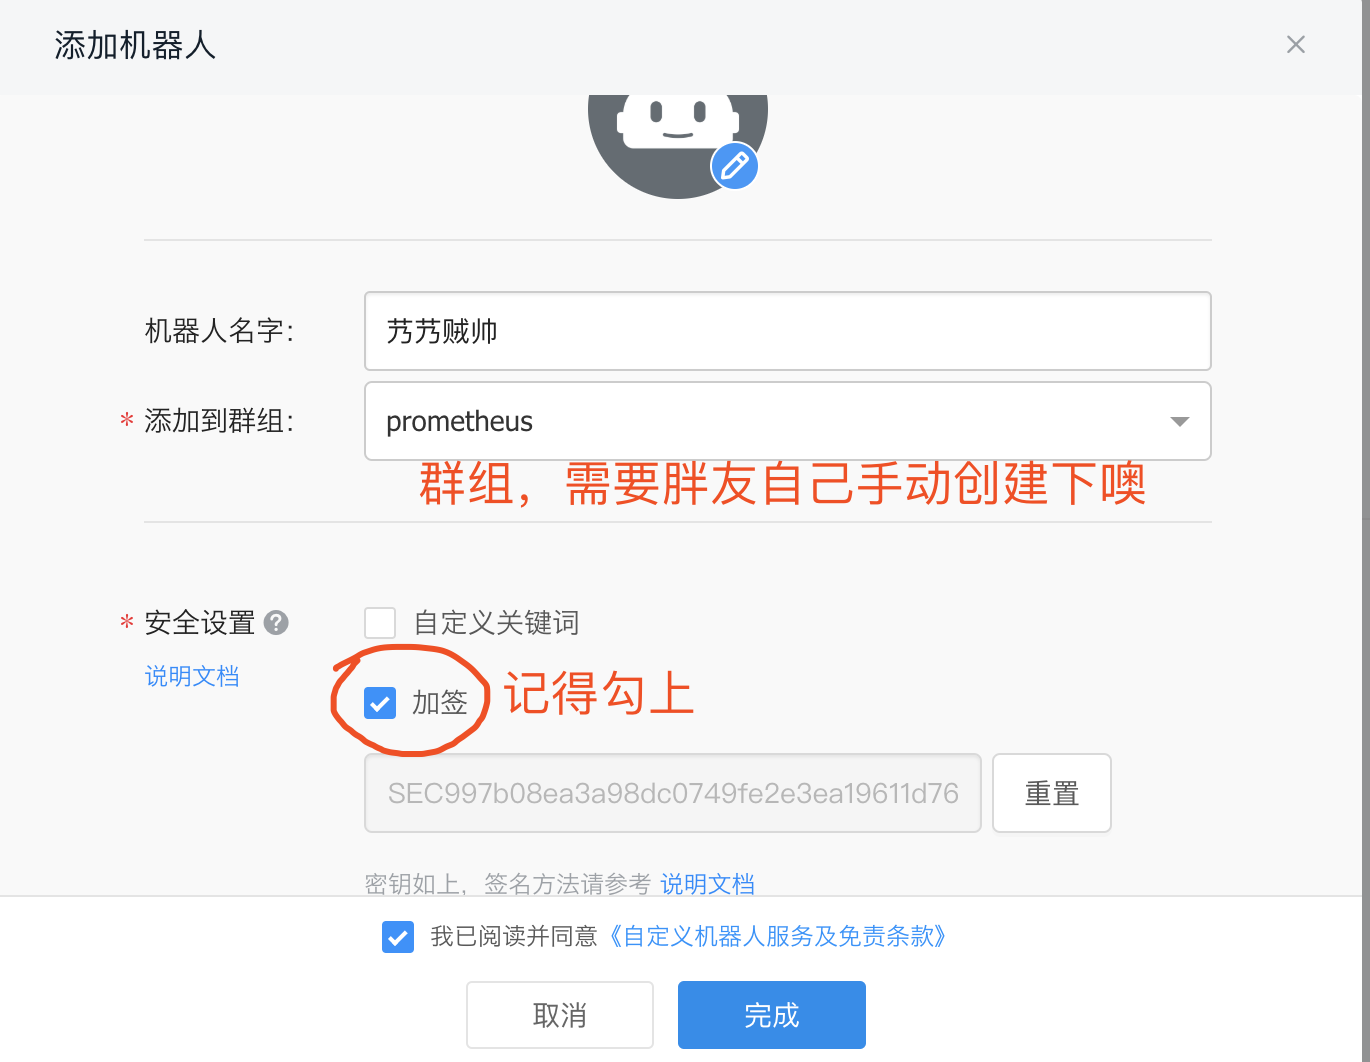 添加机器人
机器人名字：
艿艿贼帅
* 添加到群组：
prometheus
群组，需要胖友自己手动创建下噢
* 安全设置 ?
自定义关键词
说明文档
加签
记得勾上
SEC997b08ea3a98dc0749fe2e3ea19611d76
重置
密钥如上，签名方法请参考 说明文档
我已阅读并同意《自定义机器人服务及免责条款》
取消
完成